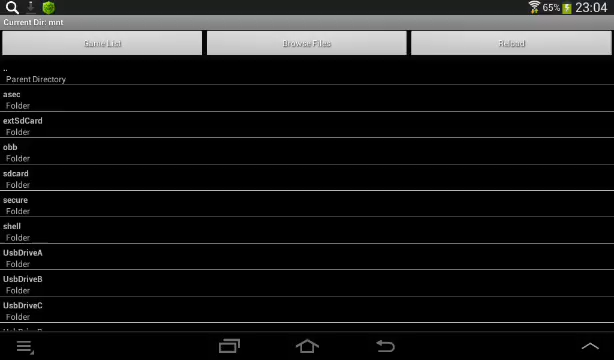 65% 23:04
Current Dir: mnt
Game List Browse Files Reload
..
Parent Directory
asec
Folder
extSdCard
Folder
obb
Folder
sdcard
Folder
secure
Folder
shell
Folder
UsbDriveA
Folder
UsbDriveB
Folder
UsbDriveC
Folder